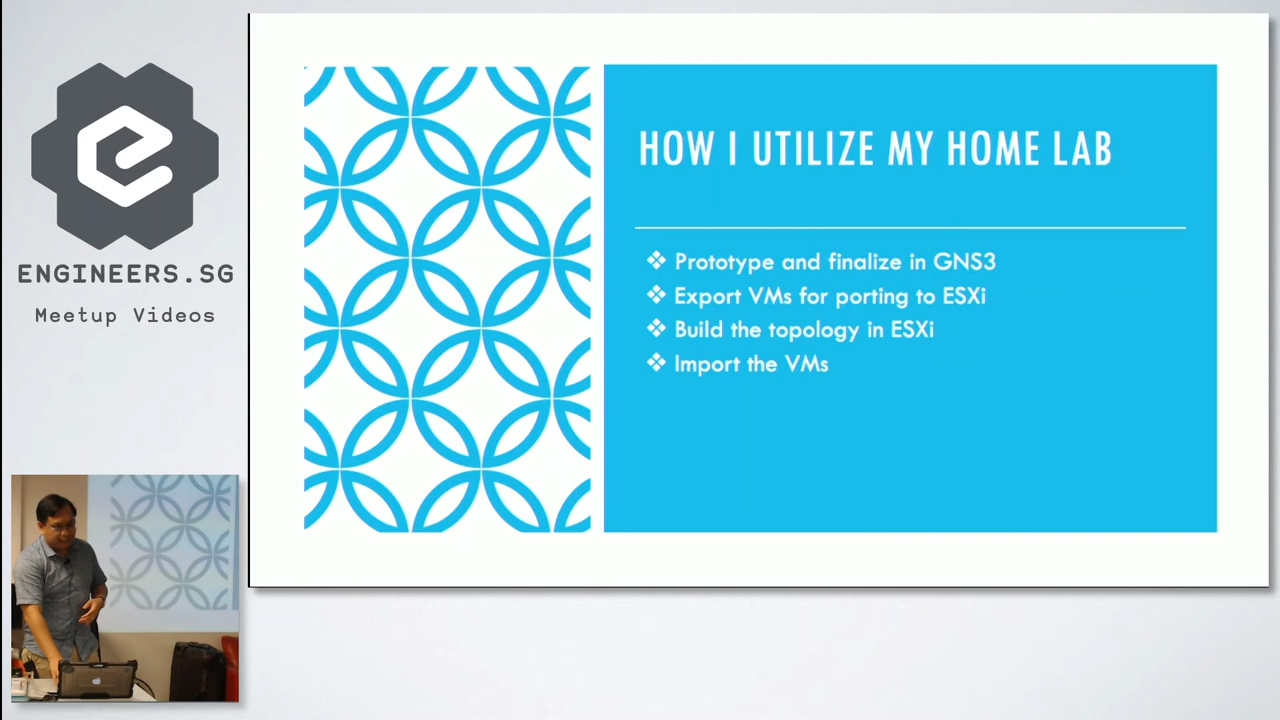 ENGINEERS.SG
Meetup Videos
HOW I UTILIZE MY HOME LAB
❖ Prototype and finalize in GNS3
❖ Export VMs for porting to ESXi
❖ Build the topology in ESXi
❖ Import the VMs